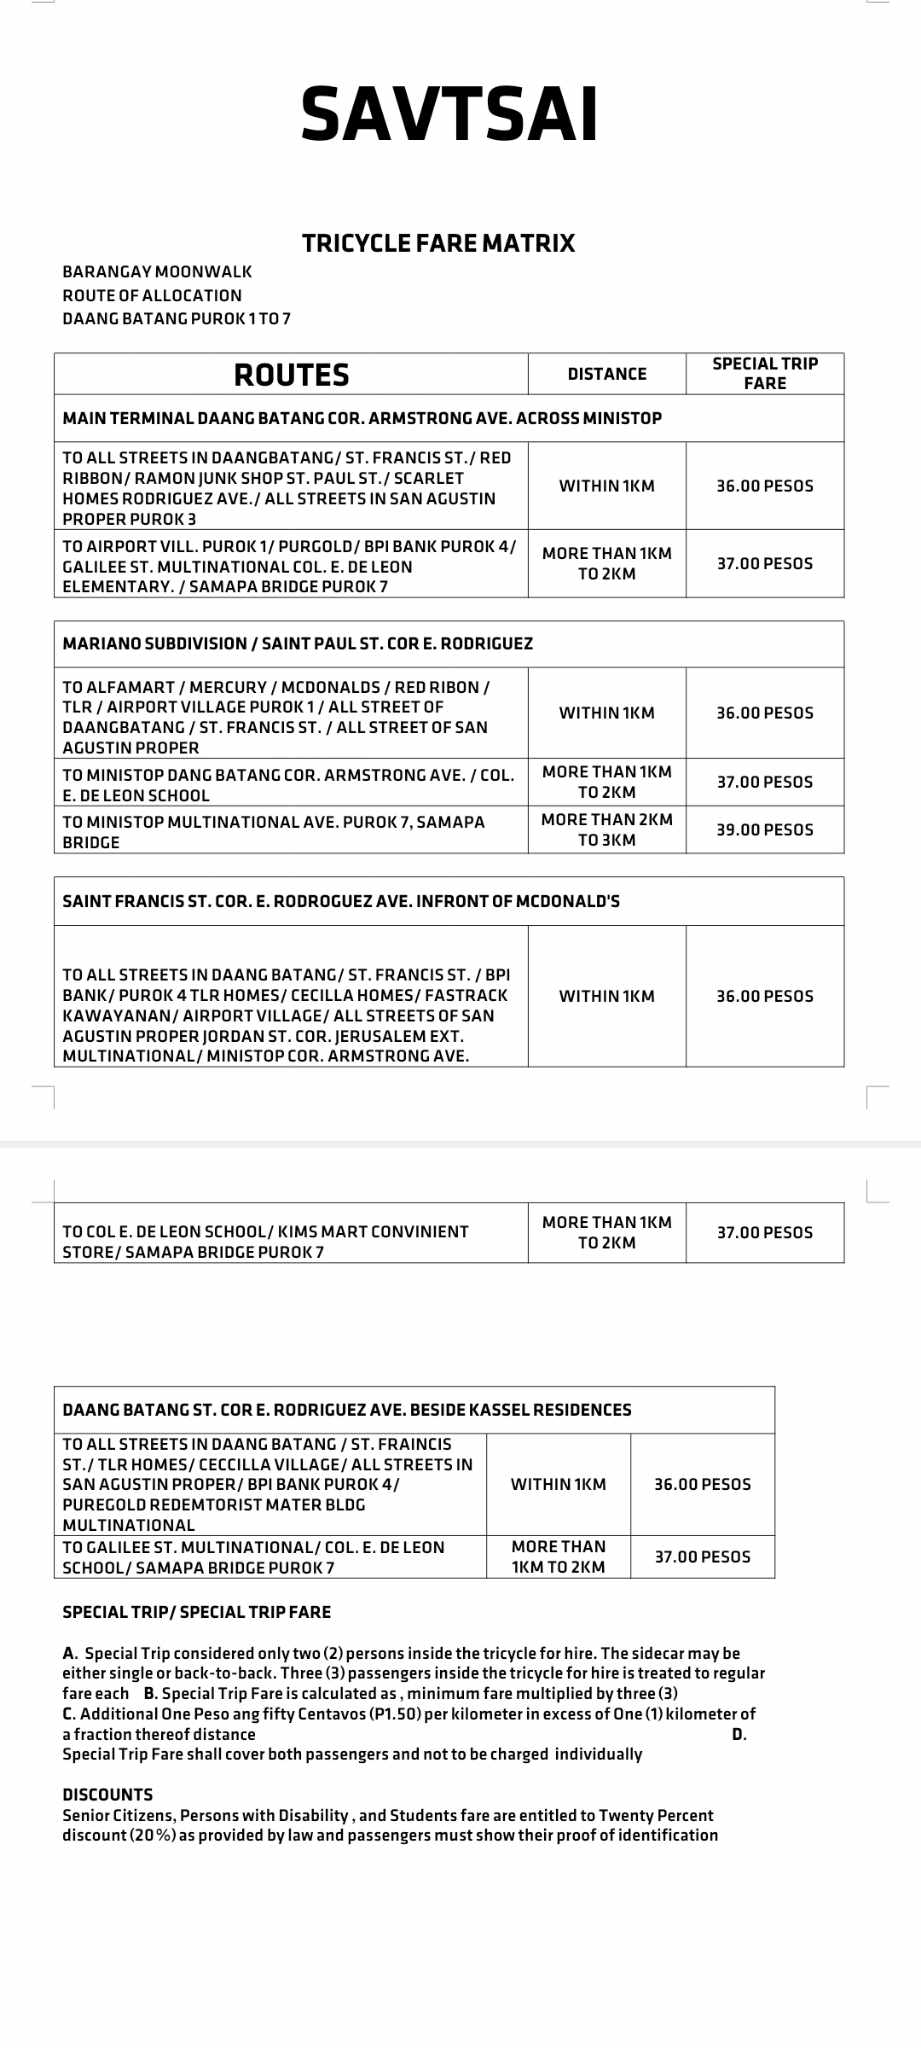 SAVTSAI
TRICYCLE FARE MATRIX
BARANGAY MOONWALK
ROUTE OF ALLOCATION
DAANG BATANG PUROK 1 TO 7
ROUTES
DISTANCE
SPECIAL TRIP
FARE
MAIN TERMINAL DAANG BATANG COR. ARMSTRONG AVE. ACROSS MINISTOP
TO ALL STREETS IN DAANGBATANG/ ST. FRANCIS ST./ RED
RIBBON/ RAMON JUNK SHOP ST. PAUL ST./ SCARLET
HOMES RODRIGUEZ AVE./ ALL STREETS IN SAN AGUSTIN
PROPER PUROK 3
WITHIN 1KM
36.00 PESOS
TO AIRPORT VILL. PUROK 1/ PURGOLD/ BPI BANK PUROK 4/
GALILEE ST. MULTINATIONAL COL. E. DE LEON
ELEMENTARY. / SAMAPA BRIDGE PUROK 7
MORE THAN 1KM
TO 2KM
37.00 PESOS
MARIANO SUBDIVISION / SAINT PAUL ST. COR E. RODRIGUEZ
TO ALFAMART / MERCURY / MCDONALDS / RED RIBON /
TLR / AIRPORT VILLAGE PUROK 1 / ALL STREET OF
DAANGBATANG / ST. FRANCIS ST. / ALL STREET OF SAN
AGUSTIN PROPER
WITHIN 1KM
36.00 PESOS
TO MINISTOP DANG BATANG COR. ARMSTRONG AVE. / COL.
E. DE LEON SCHOOL
MORE THAN 1KM
TO 2KM
37.00 PESOS
TO MINISTOP MULTINATIONAL AVE. PUROK 7, SAMAPA
BRIDGE
MORE THAN 2KM
TO 3KM
39.00 PESOS
SAINT FRANCIS ST. COR. E. RODROGUEZ AVE. INFRONT OF MCDONALD'S
TO ALL STREETS IN DAANG BATANG/ ST. FRANCIS ST. / BPI
BANK/ PUROK 4 TLR HOMES/ CECILLA HOMES/ FASTRACK
KAWAYANAN/ AIRPORT VILLAGE/ ALL STREETS OF SAN
AGUSTIN PROPER JORDAN ST. COR. JERUSALEM EXT.
MULTINATIONAL/ MINISTOP COR. ARMSTRONG AVE.
WITHIN 1KM
36.00 PESOS
TO COL E. DE LEON SCHOOL/ KIMS MART CONVINIENT
STORE/ SAMAPA BRIDGE PUROK 7
MORE THAN 1KM
TO 2KM
37.00 PESOS
DAANG BATANG ST. COR E. RODRIGUEZ AVE. BESIDE KASSEL RESIDENCES
TO ALL STREETS IN DAANG BATANG / ST. FRAINCIS
ST./ TLR HOMES/ CECCILLA VILLAGE/ ALL STREETS IN
SAN AGUSTIN PROPER/ BPI BANK PUROK 4/
PUREGOLD REDEMTORIST MATER BLDG
MULTINATIONAL
WITHIN 1KM
36.00 PESOS
TO GALILEE ST. MULTINATIONAL/ COL. E. DE LEON
SCHOOL/ SAMAPA BRIDGE PUROK 7
MORE THAN
1KM TO 2KM
37.00 PESOS
SPECIAL TRIP/ SPECIAL TRIP FARE
A. Special Trip considered only two (2) persons inside the tricycle for hire. The sidecar may be
either single or back-to-back. Three (3) passengers inside the tricycle for hire is treated to regular
fare each B. Special Trip Fare is calculated as , minimum fare multiplied by three (3)
C. Additional One Peso ang fifty Centavos (P1.50) per kilometer in excess of One (1) kilometer of
a fraction thereof distance D.
Special Trip Fare shall cover both passengers and not to be charged individually
DISCOUNTS
Senior Citizens, Persons with Disability , and Students fare are entitled to Twenty Percent
discount (20%) as provided by law and passengers must show their proof of identification